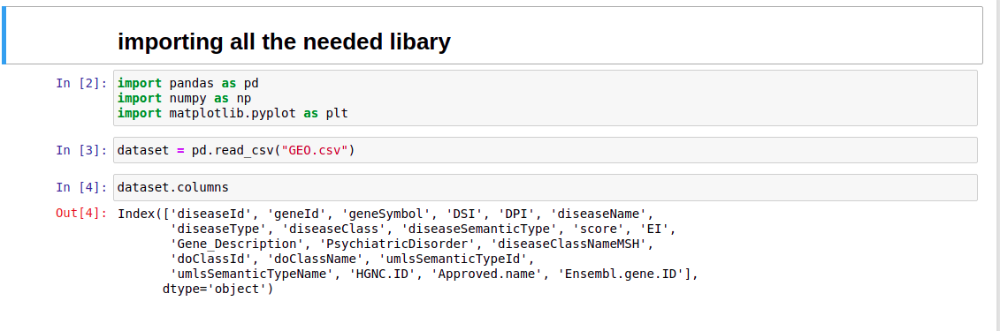 importing all the needed libary
In [2]: import pandas as pd
import numpy as np
import matplotlib.pyplot as plt
In [3]: dataset = pd.read_csv("GEO.csv")
In [4]: dataset.columns
Out[4]: Index(['diseaseId', 'geneId', 'geneSymbol', 'DSI', 'DPI', 'diseaseName',
'diseaseType', 'diseaseClass', 'diseaseSemanticType', 'score', 'EI',
'Gene_Description', 'PsychiatricDisorder', 'diseaseClassNameMSH',
'doClassId', 'doClassName', 'umlsSemanticTypeId',
'umlsSemanticTypeName', 'HGNC.ID', 'Approved.name', 'Ensembl.gene.ID'],
dtype='object')